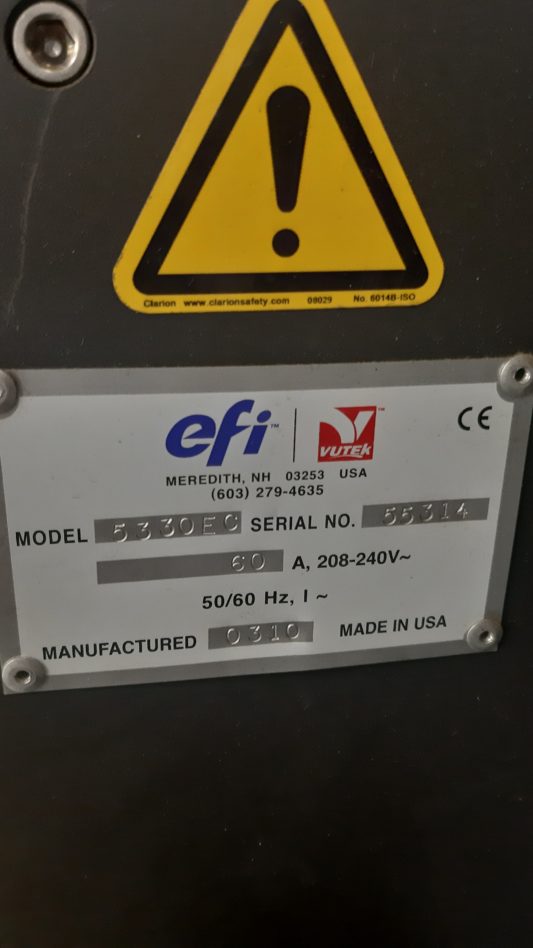 Clarion www.clarionsafety.com 08029 No. 6014B-ISO
efi™ VUTEk™ CE
MEREDITH, NH 03253 USA
(603) 279-4635
MODEL 5330EC SERIAL NO. 55314
60 A, 208-240V~
50/60 Hz, I ~
MANUFACTURED 0310 MADE IN USA